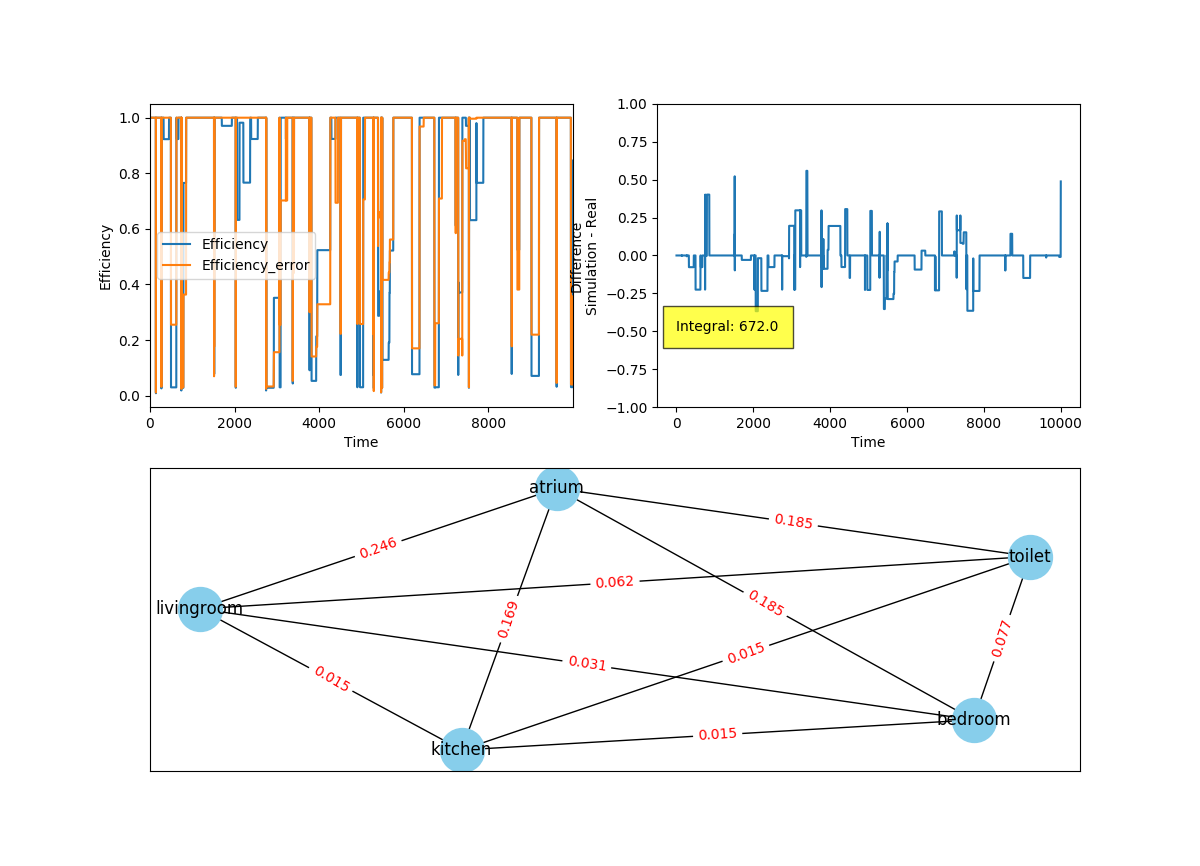 1.0
0.8
0.6
0.4
0.2
0.0
Efficiency
Efficiency
Efficiency_error
0
2000
4000
6000
8000
Time
1.00
0.75
0.50
0.25
0.00
−0.25
−0.50
−0.75
−1.00
Difference
Simulation - Real
Integral: 672.0
0
2000
4000
6000
8000
10000
Time
atrium
0.185
0.246
toilet
0.062
livingroom
0.185
0.169
0.077
0.015
0.031
0.015
bedroom
0.015
kitchen